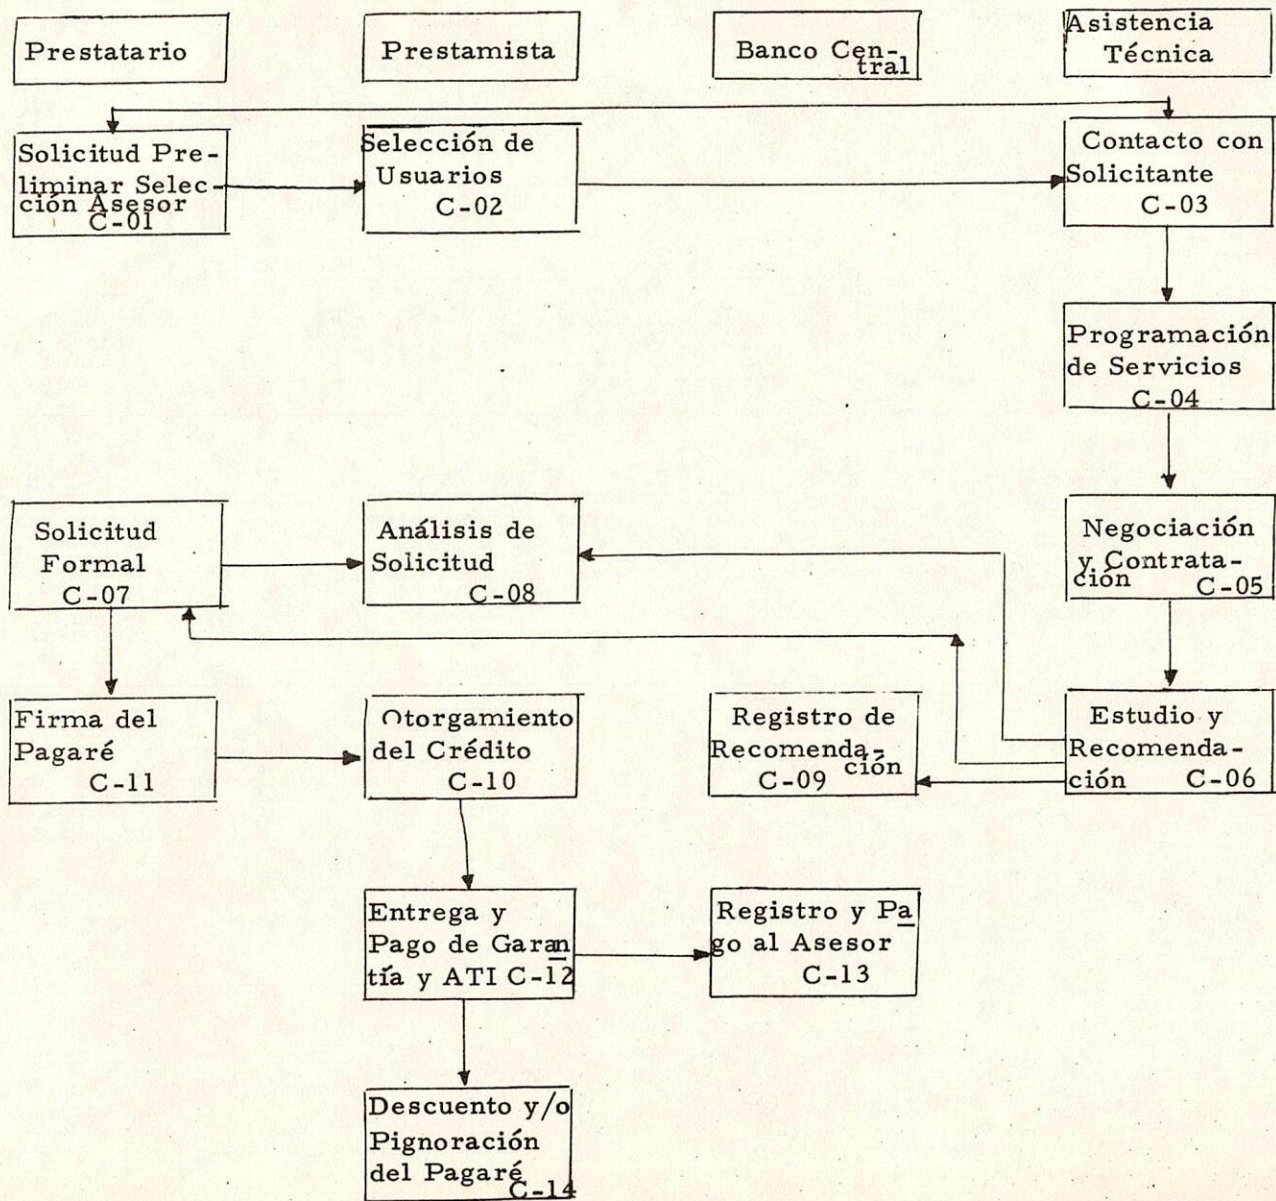 Prestatario
Prestamista
Banco Cen-
tral
Asistencia
Técnica
Solicitud Pre-
liminar Selec-
ción Asesor
C-01
Selección de
Usuarios
C-02
Contacto con
Solicitante
C-03
Programación
de Servicios
C-04
Solicitud
Formal
C-07
Análisis de
Solicitud
C-08
Negociación
y Contrata-
ción C-05
Firma del
Pagaré
C-11
Otorgamiento
del Crédito
C-10
Registro de
Recomenda-
ción
C-09
Estudio y
Recomenda-
ción C-06
Entrega y
Pago de Garan
tía y ATI C-12
Registro y Pa
go al Asesor
C-13
Descuento y/o
Pignoración
del Pagaré
C-14